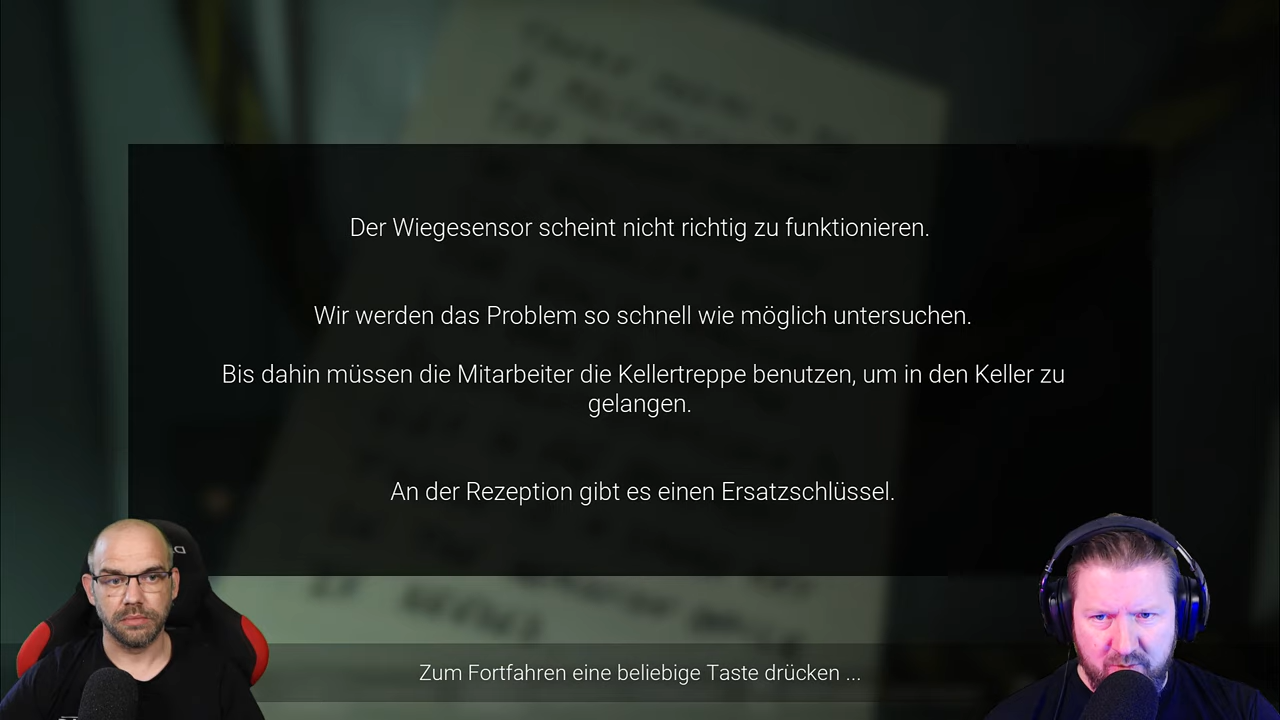 Der Wiegesensor scheint nicht richtig zu funktionieren.
Wir werden das Problem so schnell wie möglich untersuchen.
Bis dahin müssen die Mitarbeiter die Kellertreppe benutzen, um in den Keller zu
gelangen.
An der Rezeption gibt es einen Ersatzschlüssel.
Zum Fortfahren eine beliebige Taste drücken ...